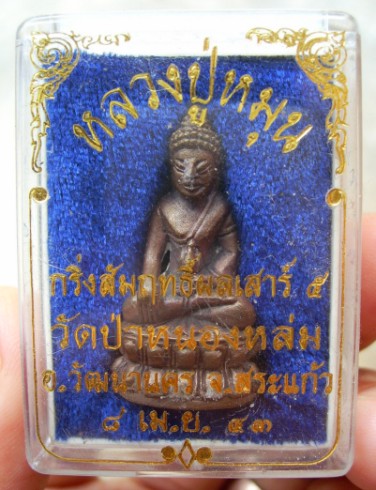 หลวงปู่หมุน
กริ่งสัมฤทธิ์ผลเสาร์ ๕
วัดป่าหนองหล่ม
อ.วัฒนานคร จ.สระแก้ว
๘ เม.ย. ๔๓